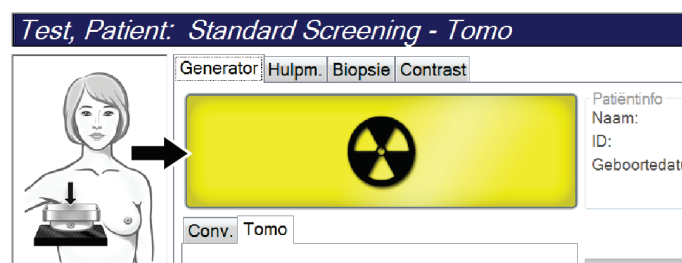 Test, Patient: Standard Screening - Tomo
Generator Hulpm. Biopsie Contrast
Patiëntinfo
Naam:
ID:
Geboortedatu
Conv. Tomo